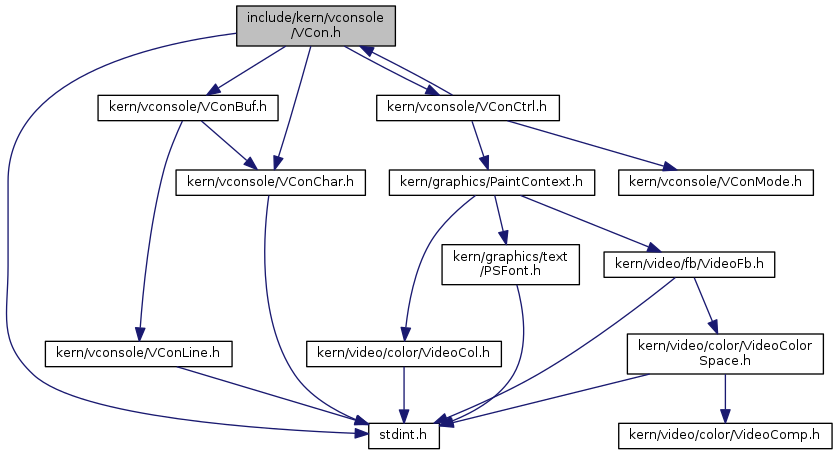 include/kern/vconsole
/VCon.h
kern/vconsole/VConBuf.h
kern/vconsole/VConCtrl.h
kern/vconsole/VConChar.h
kern/graphics/PaintContext.h
kern/vconsole/VConMode.h
kern/graphics/text
/PSFont.h
kern/video/fb/VideoFb.h
kern/vconsole/VConLine.h
kern/video/color/VideoCol.h
kern/video/color/VideoColor
Space.h
stdint.h
kern/video/color/VideoComp.h